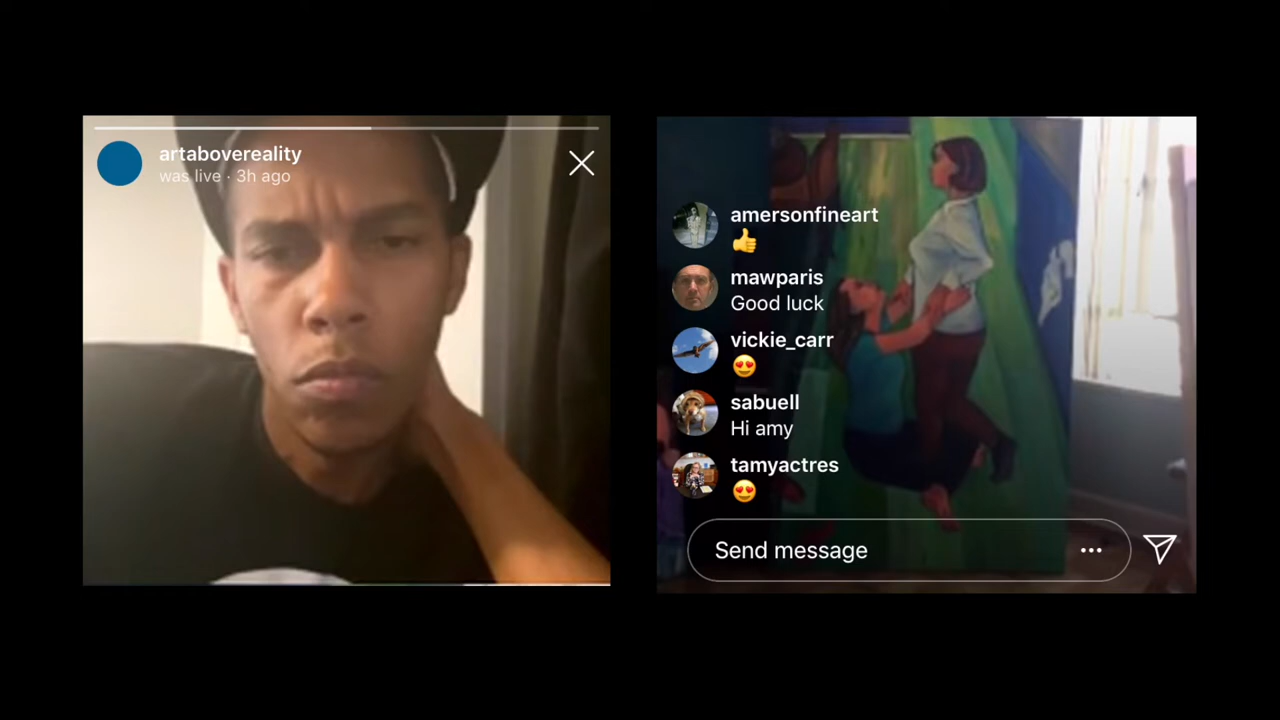 artabovereality
was live · 3h ago
amersonfineart
👍
mawparis
Good luck
vickie_carr
😍
sabuell
Hi amy
tamyactres
😍
Send message